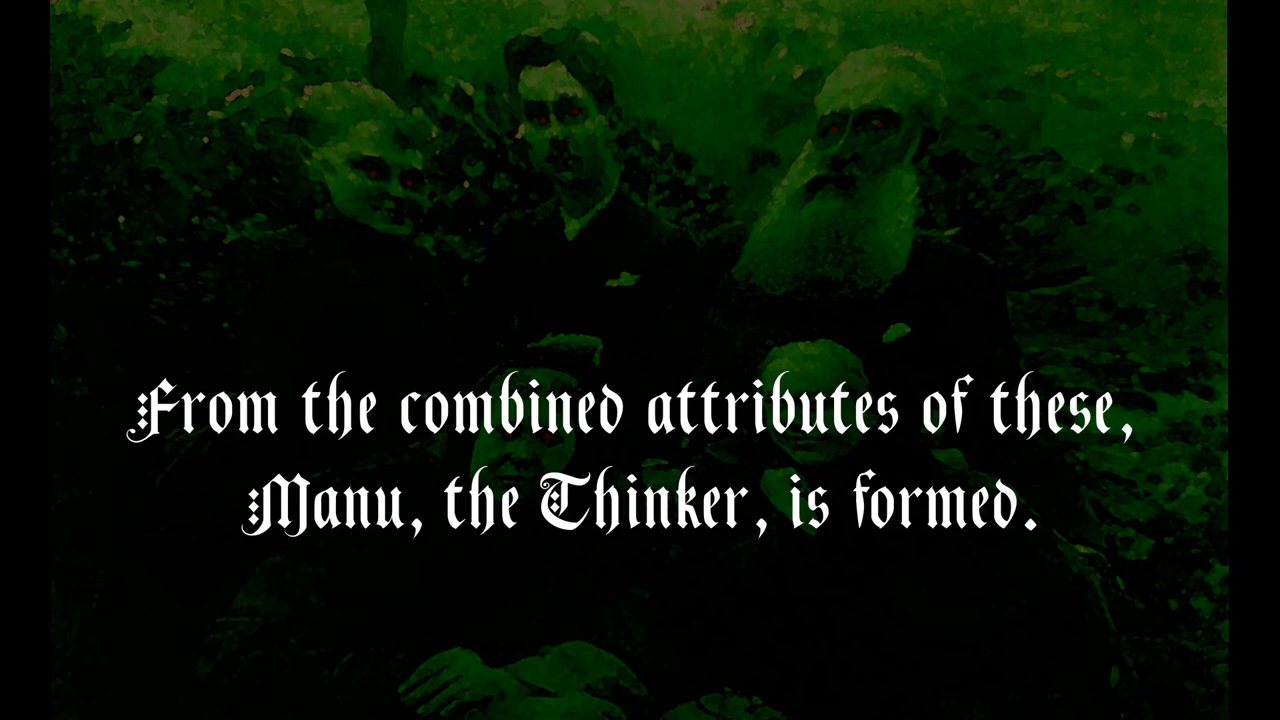 From the combined attributes of these,
Manu, the Thinker, is formed.